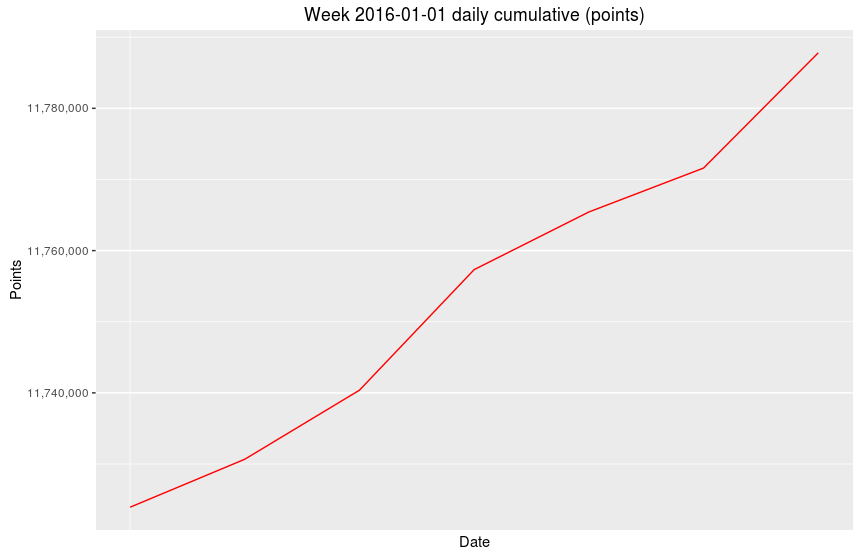 Week 2016-01-01 daily cumulative (points)
11,780,000
11,760,000
11,740,000
Points
Date